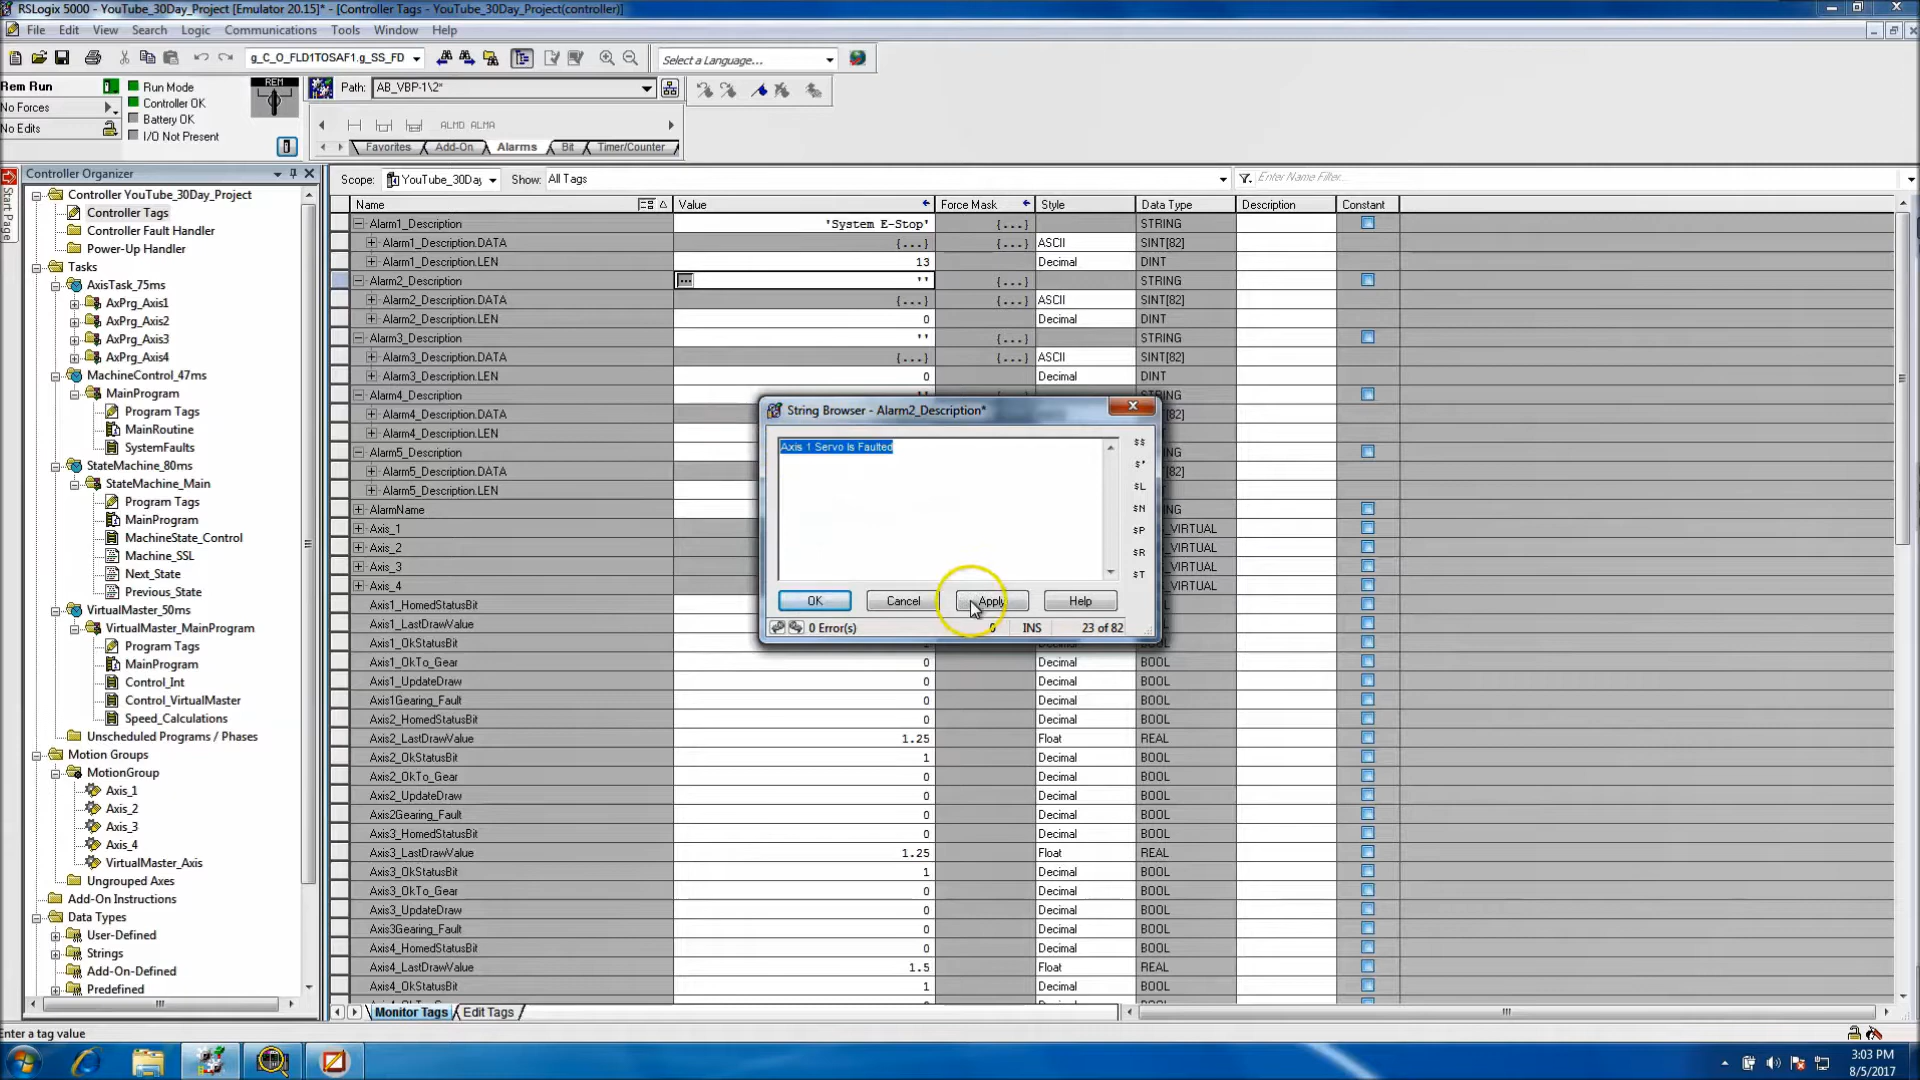 RSLogix 5000 - YouTube_30Day_Project [Emulator 20.15]* - [Controller Tags - YouTube_30Day_Project(controller)]
File Edit View Search Logic Communications Tools Window Help
g_C_O_FLD1TOSAF1.g_SS_FD
Select a Language...
Rem Run
Run Mode
No Forces
Controller OK
Battery OK
No Edits
I/O Not Present
REM
Path: AB_VBP-1\2*
ALMD ALMA
Favorites Add-On Alarms Bit Timer/Counter
Start Page
Controller Organizer
Controller YouTube_30Day_Project
Controller Tags
Controller Fault Handler
Power-Up Handler
Tasks
AxisTask_75ms
AxPrg_Axis1
AxPrg_Axis2
AxPrg_Axis3
AxPrg_Axis4
MachineControl_47ms
MainProgram
Program Tags
MainRoutine
SystemFaults
StateMachine_80ms
StateMachine_Main
Program Tags
MainProgram
MachineState_Control
Machine_SSL
Next_State
Previous_State
VirtualMaster_50ms
VirtualMaster_MainProgram
Program Tags
MainProgram
Control_Int
Control_VirtualMaster
Speed_Calculations
Unscheduled Programs / Phases
Motion Groups
MotionGroup
Axis_1
Axis_2
Axis_3
Axis_4
VirtualMaster_Axis
Ungrouped Axes
Add-On Instructions
Data Types
User-Defined
Strings
Add-On-Defined
Predefined
Scope: YouTube_30Day Show: All Tags
Enter Name Filter...
Name Value Force Mask Style Data Type Description Constant
Alarm1_Description 'System E-Stop' {...} STRING
Alarm1_Description.DATA {...} {...} ASCII SINT[82]
Alarm1_Description.LEN 13 Decimal DINT
Alarm2_Description ... '' {...} STRING
Alarm2_Description.DATA {...} {...} ASCII SINT[82]
Alarm2_Description.LEN 0 Decimal DINT
Alarm3_Description '' {...} STRING
Alarm3_Description.DATA {...} {...} ASCII SINT[82]
Alarm3_Description.LEN 0 Decimal DINT
Alarm4_Description
Alarm4_Description.DATA
Alarm4_Description.LEN
Alarm5_Description
Alarm5_Description.DATA
Alarm5_Description.LEN
AlarmName
Axis_1
Axis_2
Axis_3
Axis_4
Axis1_HomedStatusBit
Axis1_LastDrawValue
Axis1_OkStatusBit
Axis1_OkTo_Gear 0 Decimal BOOL
Axis1_UpdateDraw 0 Decimal BOOL
Axis1Gearing_Fault 0 Decimal BOOL
Axis2_HomedStatusBit 0 Decimal BOOL
Axis2_LastDrawValue 1.25 Float REAL
Axis2_OkStatusBit 1 Decimal BOOL
Axis2_OkTo_Gear 0 Decimal BOOL
Axis2_UpdateDraw 0 Decimal BOOL
Axis2Gearing_Fault 0 Decimal BOOL
Axis3_HomedStatusBit 0 Decimal BOOL
Axis3_LastDrawValue 1.25 Float REAL
Axis3_OkStatusBit 1 Decimal BOOL
Axis3_OkTo_Gear 0 Decimal BOOL
Axis3_UpdateDraw 0 Decimal BOOL
Axis3Gearing_Fault 0 Decimal BOOL
Axis4_HomedStatusBit 0 Decimal BOOL
Axis4_LastDrawValue 1.5 Float REAL
Axis4_OkStatusBit 1 Decimal BOOL
String Browser - Alarm2_Description*
Axis 1 Servo Is Faulted
$$
$'
$L
$N
$P
$R
$T
OK Cancel Apply Help
0 Error(s) INS 23 of 82
Monitor Tags Edit Tags
Enter a tag value
3:03 PM
8/5/2017